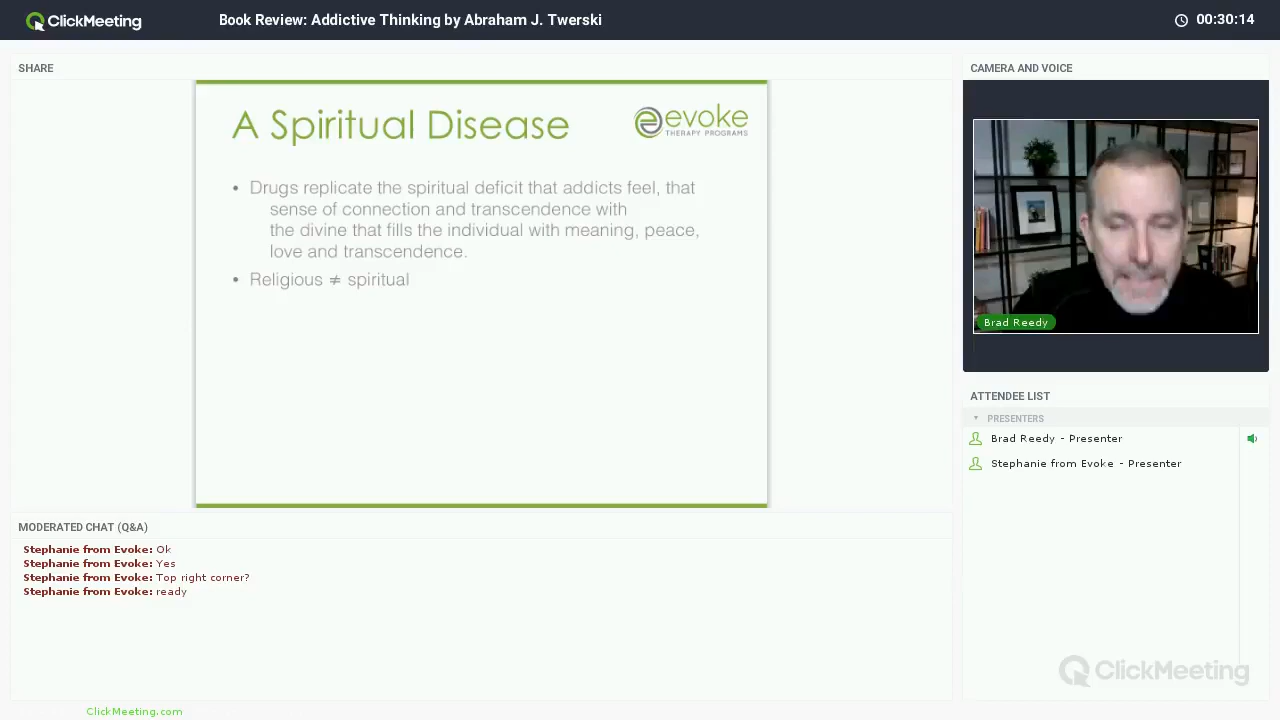 ClickMeeting
Book Review: Addictive Thinking by Abraham J. Twerski
00:30:14
SHARE
A Spiritual Disease
evoke
THERAPY PROGRAMS
• Drugs replicate the spiritual deficit that addicts feel, that
sense of connection and transcendence with
the divine that fills the individual with meaning, peace,
love and transcendence.
• Religious ≠ spiritual
CAMERA AND VOICE
Brad Reedy
ATTENDEE LIST
PRESENTERS
Brad Reedy - Presenter
Stephanie from Evoke - Presenter
MODERATED CHAT (Q&A)
Stephanie from Evoke: Ok
Stephanie from Evoke: Yes
Stephanie from Evoke: Top right corner?
Stephanie from Evoke: ready
ClickMeeting
ClickMeeting.com